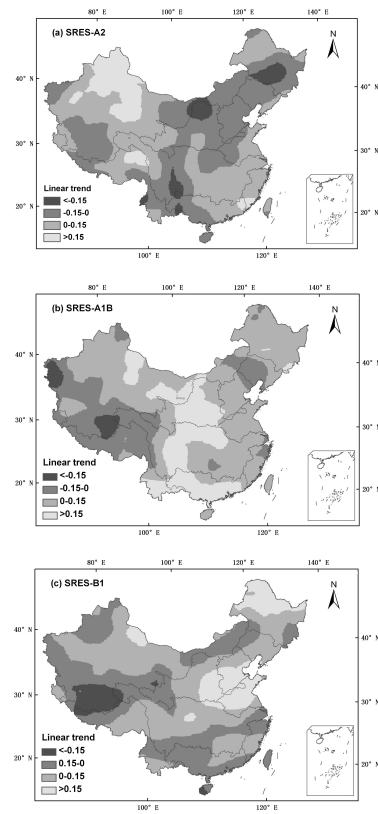 80° E 100° E 120° E 140° E
(a) SRES-A2
N
40° N 40° N
30° N 30° N
Linear trend
<-0.15
-0.15-0
0-0.15
>0.15
20° N 20° N
100° E 120° E
80° E 100° E 120° E 140° E
(b) SRES-A1B
N
40° N 40° N
30° N 30° N
Linear trend
<-0.15
-0.15-0
0-0.15
>0.15
20° N 20° N
100° E 120° E 140° E
80° E 100° E 120° E 140° E
(c) SRES-B1
N
40° N 40° N
30° N 30° N
Linear trend
<-0.15
0.15-0
0-0.15
>0.15
20° N 20° N
100° E 120° E